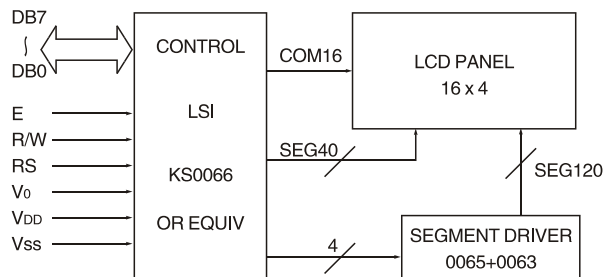 DB7
~
DB0
E
R/W
RS
V0
VDD
VSS
CONTROL
LSI
KS0066
OR EQUIV
COM16
SEG40
4
LCD PANEL
16 x 4
SEG120
SEGMENT DRIVER
0065+0063